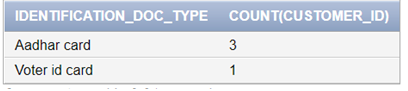 IDENTIFICATION_DOC_TYPE COUNT(CUSTOMER_ID)
Aadhar card 3
Voter id card 1